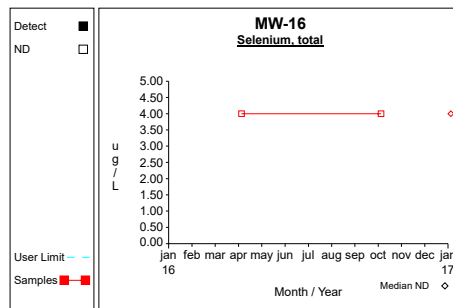 Detect
ND
User Limit
Samples
MW-16
Selenium, total
ug/L
5.00
4.50
4.00
3.50
3.00
2.50
2.00
1.50
1.00
0.50
0.00
jan feb mar apr may jun jul aug sep oct nov dec jan
16 17
Month / Year
Median ND